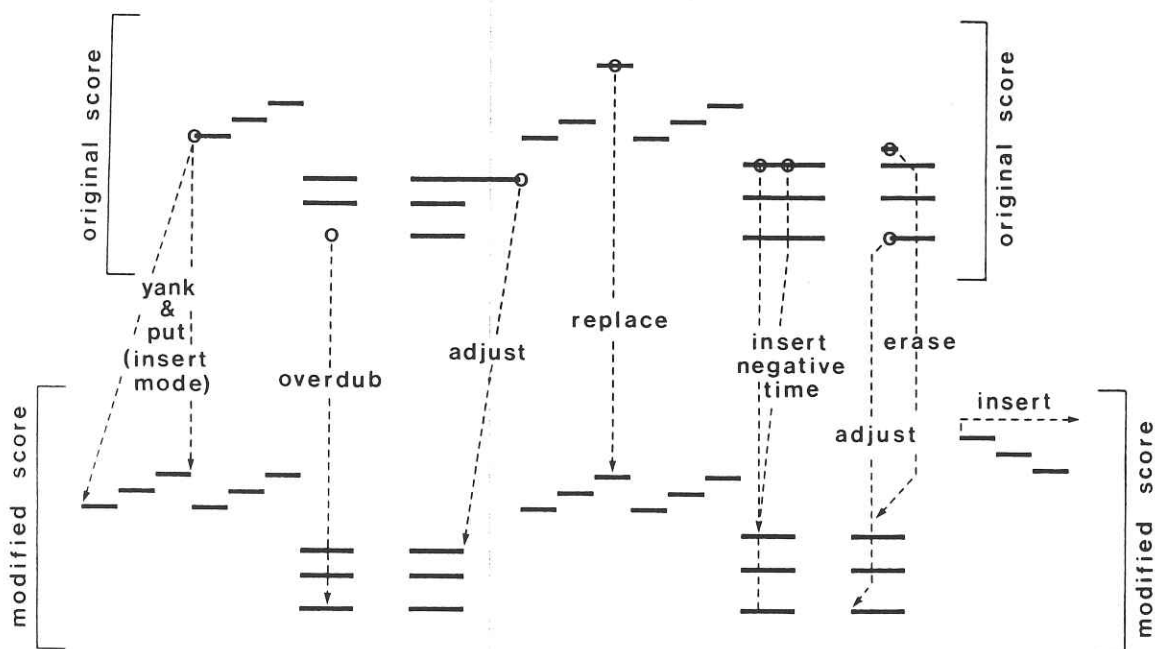 original score
original score
yank
&
put
(insert
mode)
overdub
adjust
replace
insert
negative
time
erase
adjust
insert
modified score
modified score